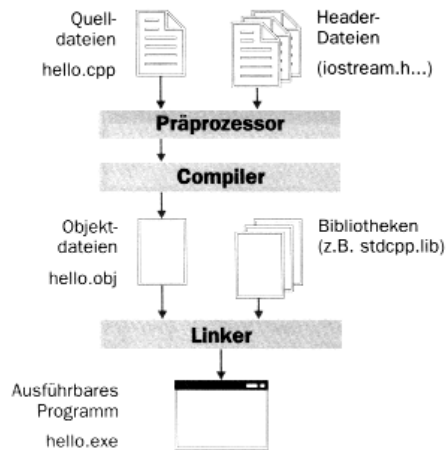 Quell-
dateien
hello.cpp
Header-
Dateien
(iostream.h...)
Präprozessor
Compiler
Objekt-
dateien
hello.obj
Bibliotheken
(z.B. stdcpp.lib)
Linker
Ausführbares
Programm
hello.exe